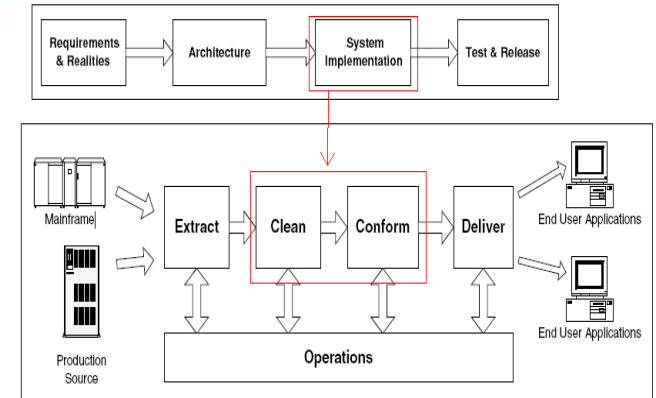 Requirements
& Realities
Architecture
System
Implementation
Test & Release
Mainframe
Extract
Clean
Conform
Deliver
End User Applications
Production
Source
End User Applications
Operations